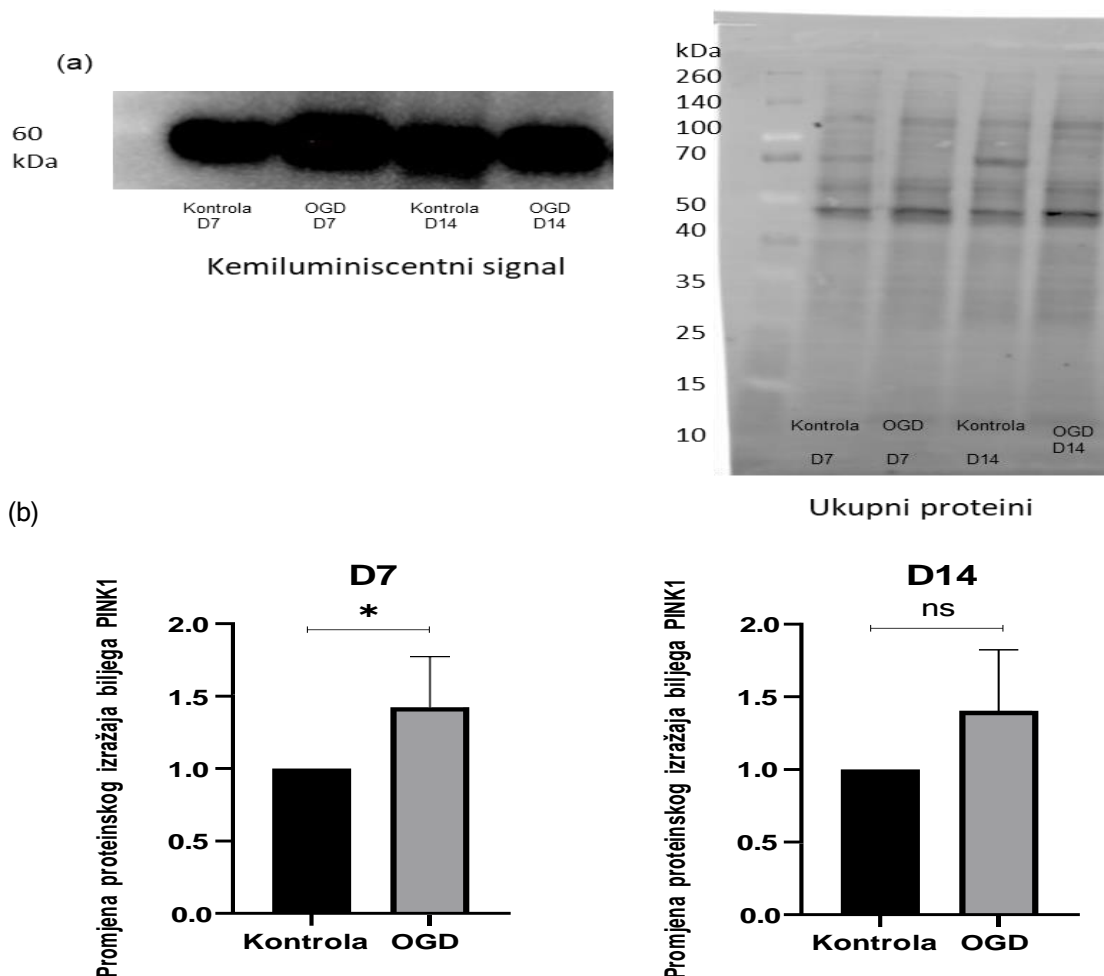 (a)
60
kDa
Kontrola
D7
OGD
D7
Kontrola
D14
OGD
D14
Kemiluminiscentni signal
kDa
260
140
100
70
50
40
35
25
15
10
Kontrola
D7
OGD
D7
Kontrola
D14
OGD
D14
Ukupni proteini
(b)
D7
*
Promjena proteinskog izražaja biljega PINK1
2.0
1.5
1.0
0.5
0.0
Kontrola OGD
D14
ns
Promjena proteinskog izražaja biljega PINK1
2.0
1.5
1.0
0.5
0.0
Kontrola OGD